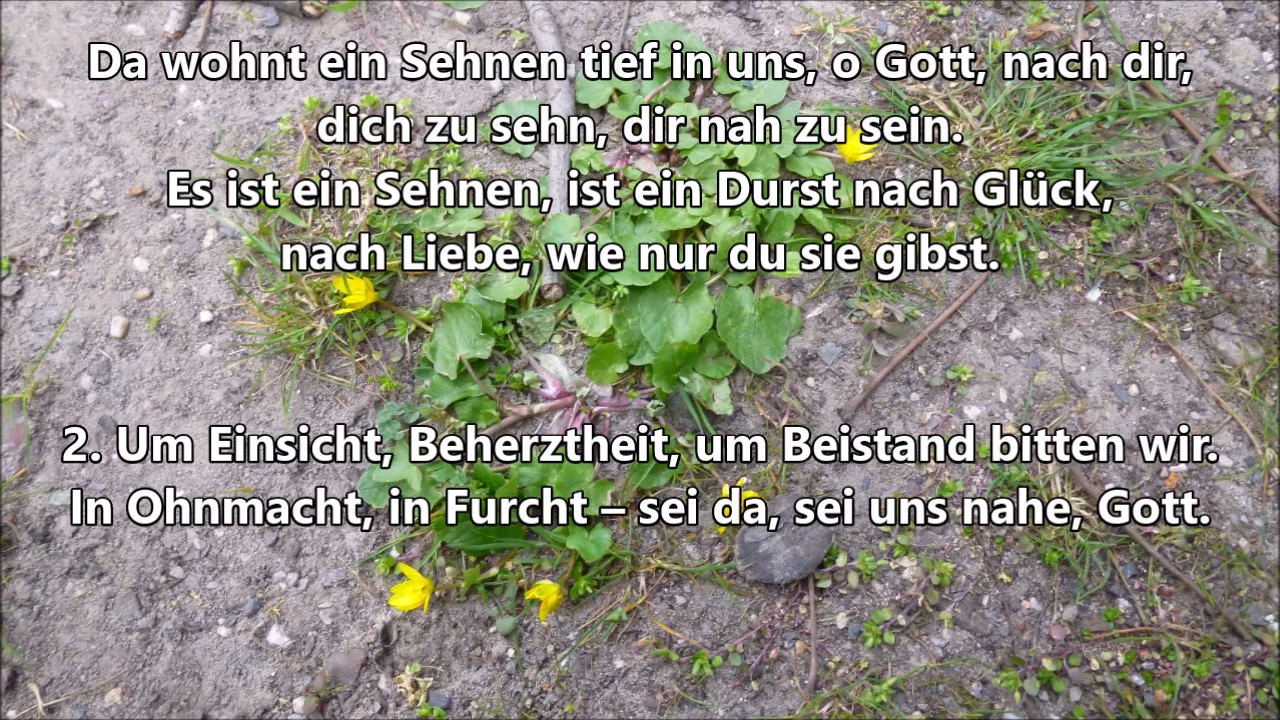 Da wohnt ein Sehnen tief in uns, o Gott, nach dir,
dich zu sehn, dir nah zu sein.
Es ist ein Sehnen, ist ein Durst nach Glück,
nach Liebe, wie nur du sie gibst.
2. Um Einsicht, Beherztheit, um Beistand bitten wir.
In Ohnmacht, in Furcht – sei da, sei uns nahe, Gott.